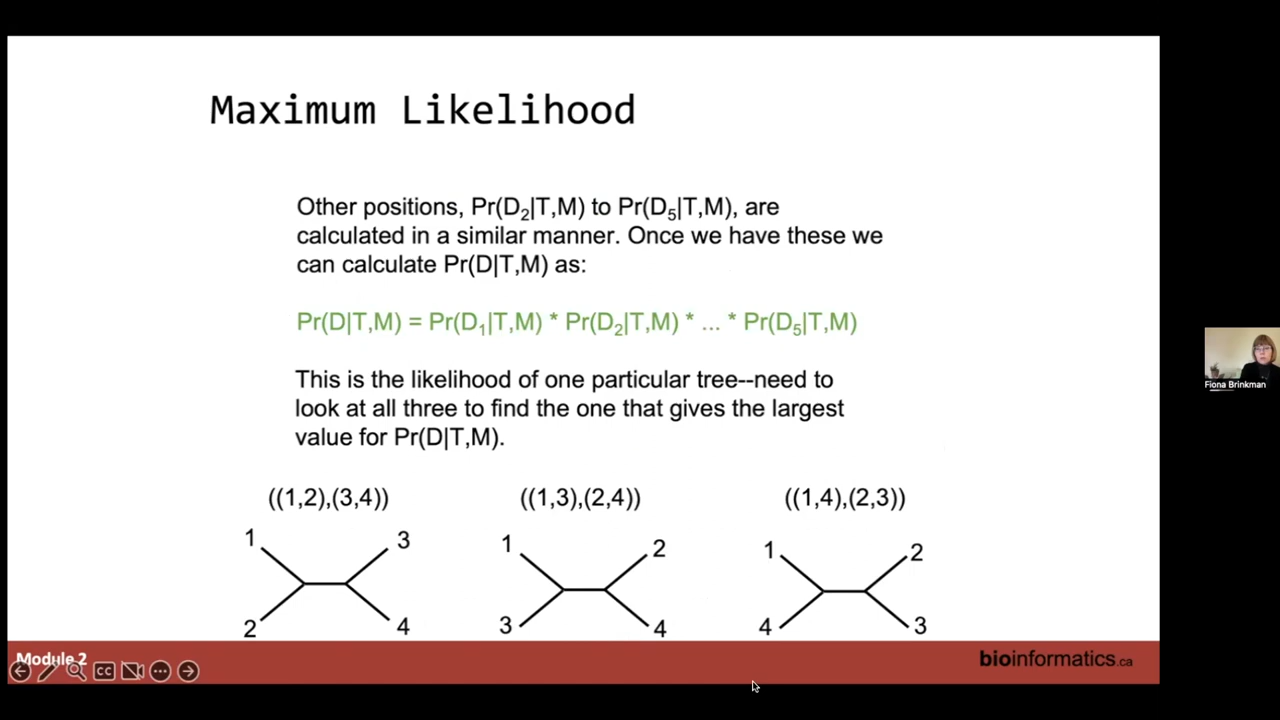 Maximum Likelihood
Other positions, Pr(D₂|T,M) to Pr(D₅|T,M), are
calculated in a similar manner. Once we have these we
can calculate Pr(D|T,M) as:
Pr(D|T,M) = Pr(D₁|T,M) * Pr(D₂|T,M) * ... * Pr(D₅|T,M)
This is the likelihood of one particular tree--need to
look at all three to find the one that gives the largest
value for Pr(D|T,M).
((1,2),(3,4))
1 3
2 4
((1,3),(2,4))
1 2
3 4
((1,4),(2,3))
1 2
4 3
Module 2
CC
bioinformatics.ca
Fiona Brinkman